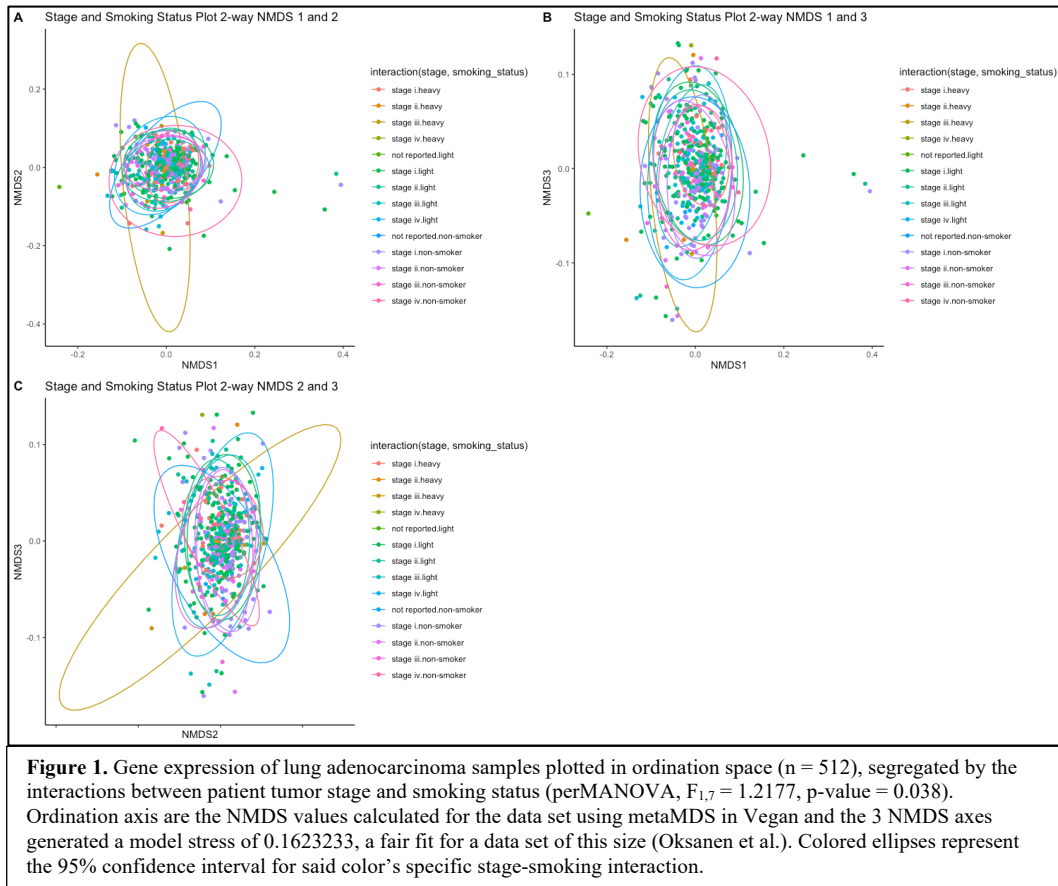 A Stage and Smoking Status Plot 2-way NMDS 1 and 2
NMDS2
0.2
0.0
-0.2
-0.4
-0.2
0.0
0.2
0.4
NMDS1
interaction(stage, smoking_status)
stage i.heavy
stage ii.heavy
stage iii.heavy
stage iv.heavy
not reported.light
stage i.light
stage ii.light
stage iii.light
stage iv.light
not reported.non-smoker
stage i.non-smoker
stage ii.non-smoker
stage iii.non-smoker
stage iv.non-smoker
B Stage and Smoking Status Plot 2-way NMDS 1 and 3
NMDS3
0.1
0.0
-0.1
-0.2
0.0
0.2
0.4
NMDS1
interaction(stage, smoking_status)
stage i.heavy
stage ii.heavy
stage iii.heavy
stage iv.heavy
not reported.light
stage i.light
stage ii.light
stage iii.light
stage iv.light
not reported.non-smoker
stage i.non-smoker
stage ii.non-smoker
stage iii.non-smoker
stage iv.non-smoker
C Stage and Smoking Status Plot 2-way NMDS 2 and 3
NMDS3
0.1
0.0
-0.1
NMDS2
interaction(stage, smoking_status)
stage i.heavy
stage ii.heavy
stage iii.heavy
stage iv.heavy
not reported.light
stage i.light
stage ii.light
stage iii.light
stage iv.light
not reported.non-smoker
stage i.non-smoker
stage ii.non-smoker
stage iii.non-smoker
stage iv.non-smoker
Figure 1. Gene expression of lung adenocarcinoma samples plotted in ordination space (n = 512), segregated by the
interactions between patient tumor stage and smoking status (perMANOVA, F1,7 = 1.2177, p-value = 0.038).
Ordination axis are the NMDS values calculated for the data set using metaMDS in Vegan and the 3 NMDS axes
generated a model stress of 0.1623233, a fair fit for a data set of this size (Oksanen et al.). Colored ellipses represent
the 95% confidence interval for said color's specific stage-smoking interaction.